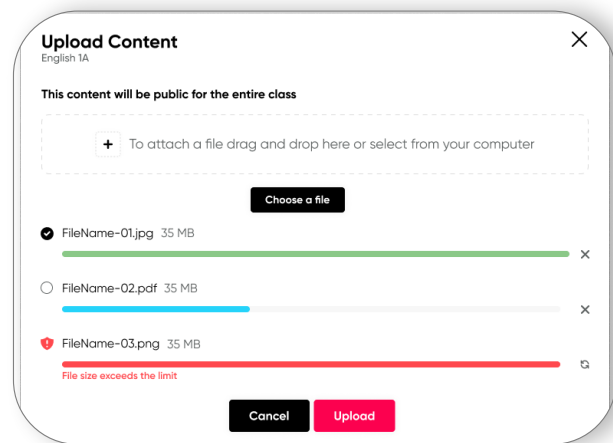 Upload Content
English 1A
This content will be public for the entire class
To attach a file drag and drop here or select from your computer
Choose a file
FileName-01.jpg 35 MB
FileName-02.pdf 35 MB
FileName-03.png 35 MB
File size exceeds the limit
Cancel Upload